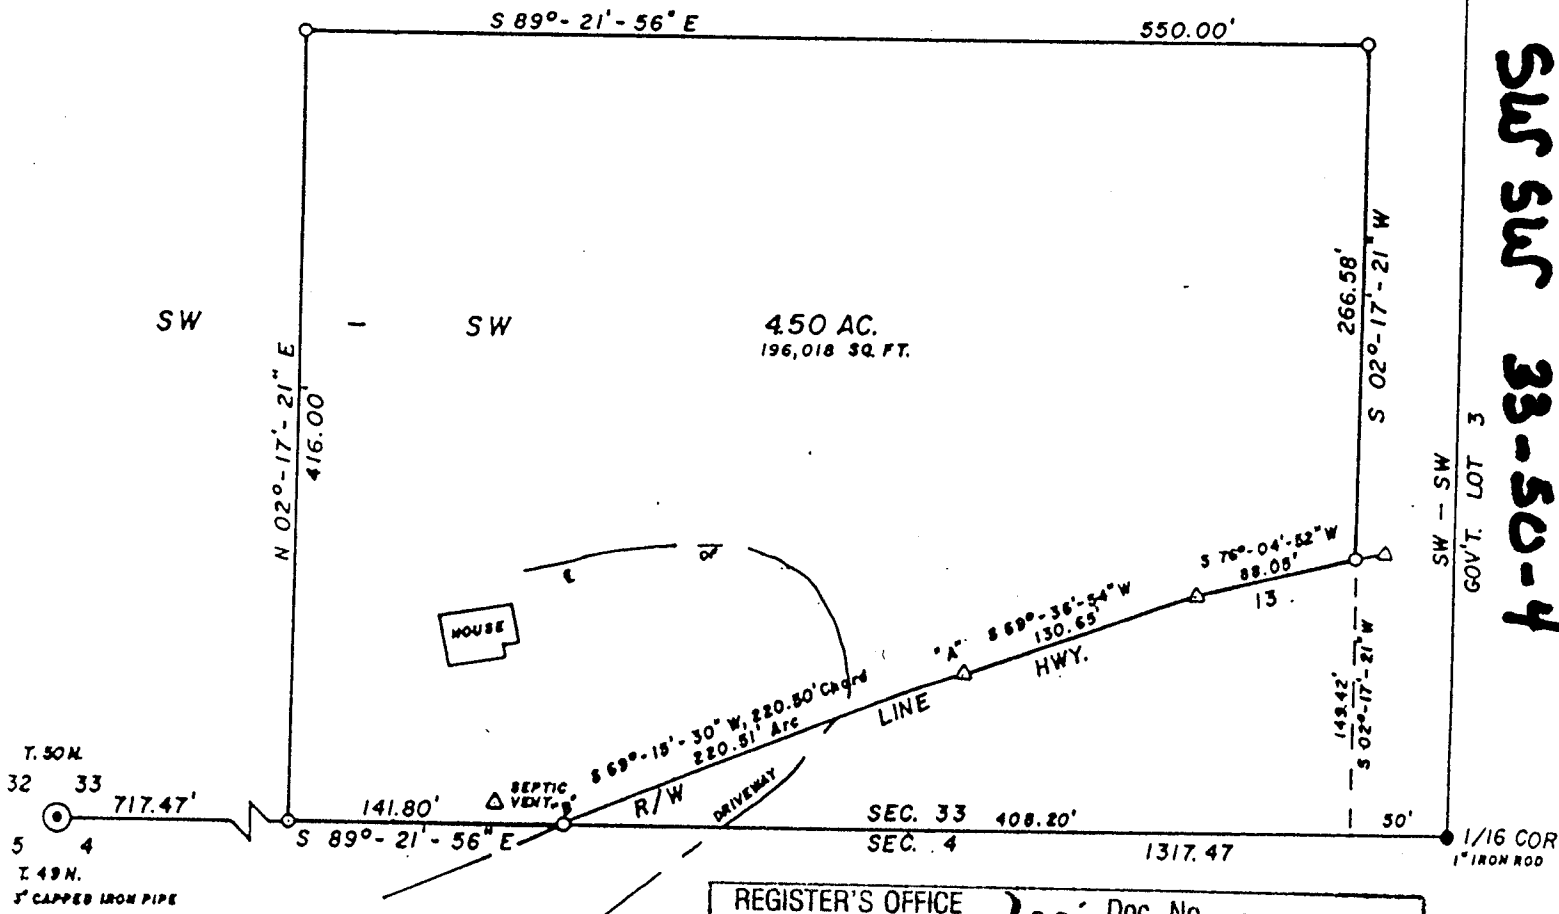 S 89°-21'-56" E
550.00'
SW SW 33-50-4
N 02°-17'-21" E
416.00'
SW - SW
4.50 AC.
196,018 SQ. FT.
266.58'
S 02°-17'-21" W
SW - SW
GOV'T. LOT 3
HOUSE
S 76°-04'-52" W
88.05'
13
"A"
S 69°-36'-54" W
130.65'
HWY.
S 69°-15'-30" W, 220.50' Chord
220.51' Arc
LINE
R/W
149.42'
S 02°-17'-21" W
SEPTIC
VENT
"B"
DRIVEWAY
T. 50 N.
32 33
717.47'
141.80'
S 89°-21'-56" E
SEC. 33 408.20'
SEC. 4
50'
1317.47
1/16 COR
1" IRON ROD
5 4
T. 49 N.
3" CAPPED IRON PIPE
REGISTER'S OFFICE
Doc. No.